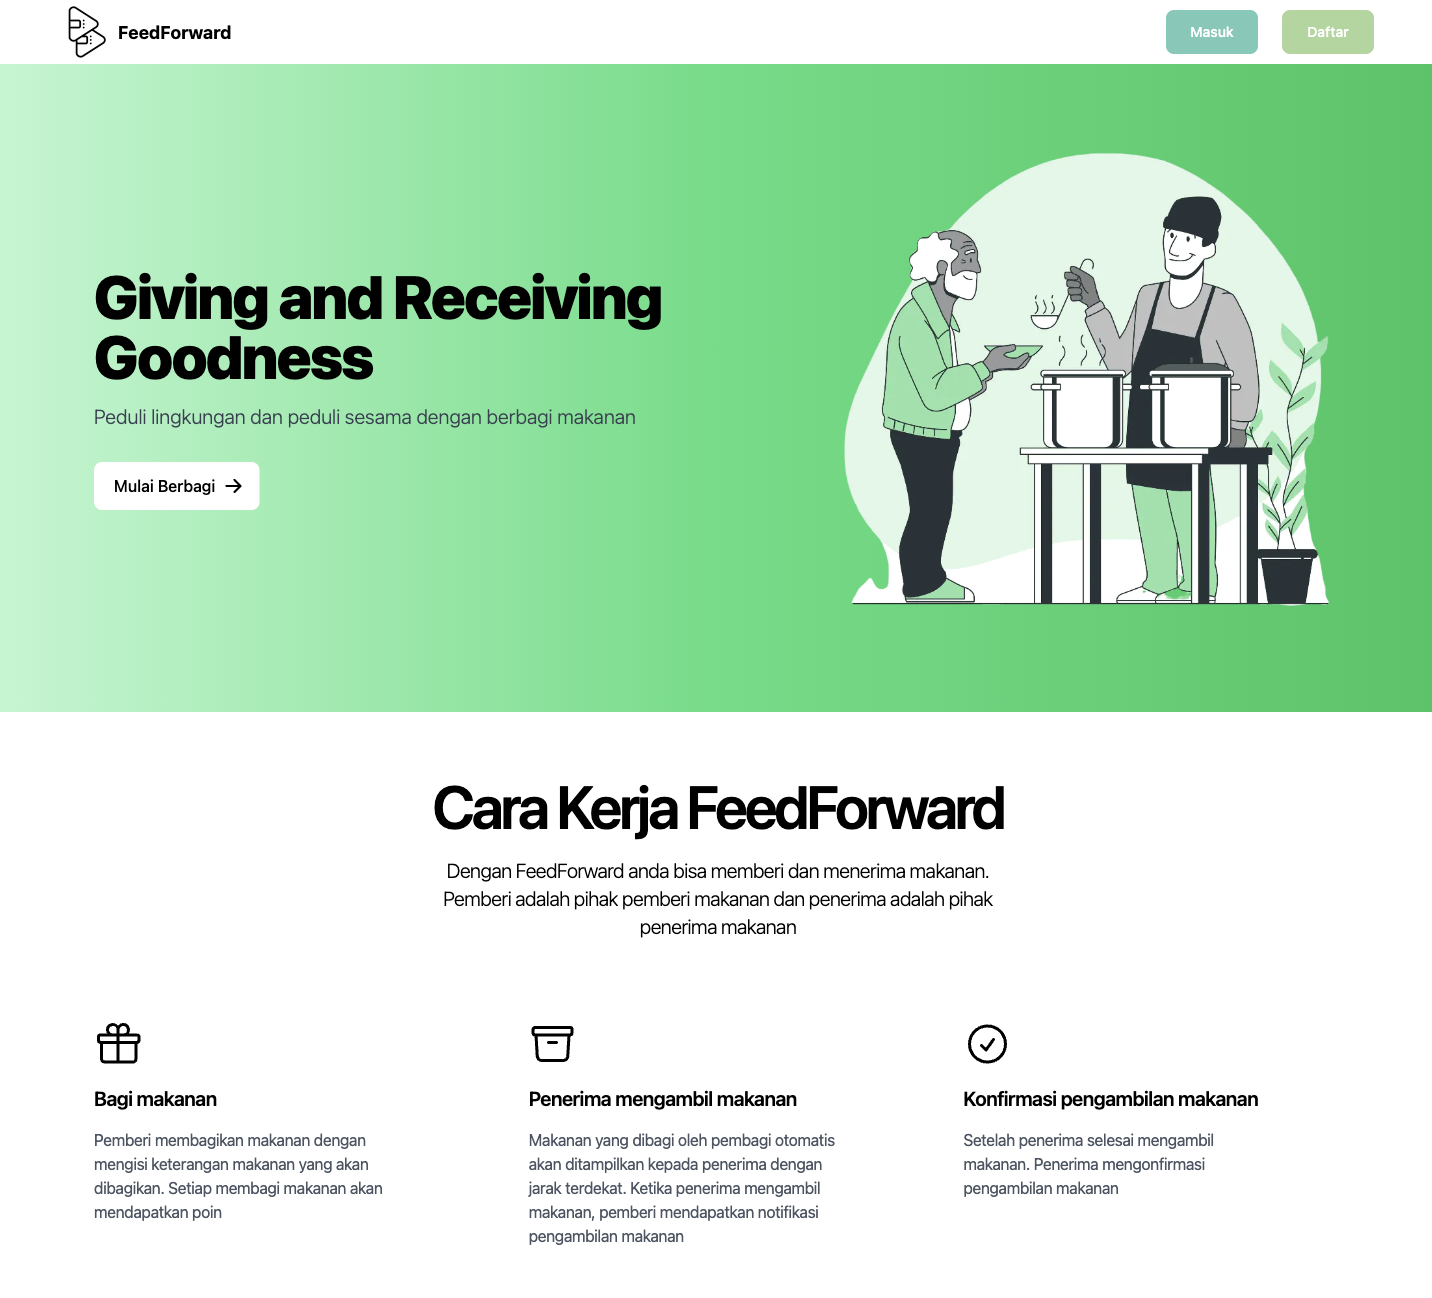 FeedForward
Masuk
Daftar
Giving and Receiving
Goodness
Peduli lingkungan dan peduli sesama dengan berbagi makanan
Mulai Berbagi
Cara Kerja FeedForward
Dengan FeedForward anda bisa memberi dan menerima makanan.
Pemberi adalah pihak pemberi makanan dan penerima adalah pihak
penerima makanan
Bagi makanan
Pemberi membagikan makanan dengan
mengisi keterangan makanan yang akan
dibagikan. Setiap membagi makanan akan
mendapatkan poin
Penerima mengambil makanan
Makanan yang dibagi oleh pembagi otomatis
akan ditampilkan kepada penerima dengan
jarak terdekat. Ketika penerima mengambil
makanan, pemberi mendapatkan notifikasi
pengambilan makanan
Konfirmasi pengambilan makanan
Setelah penerima selesai mengambil
makanan. Penerima mengonfirmasi
pengambilan makanan